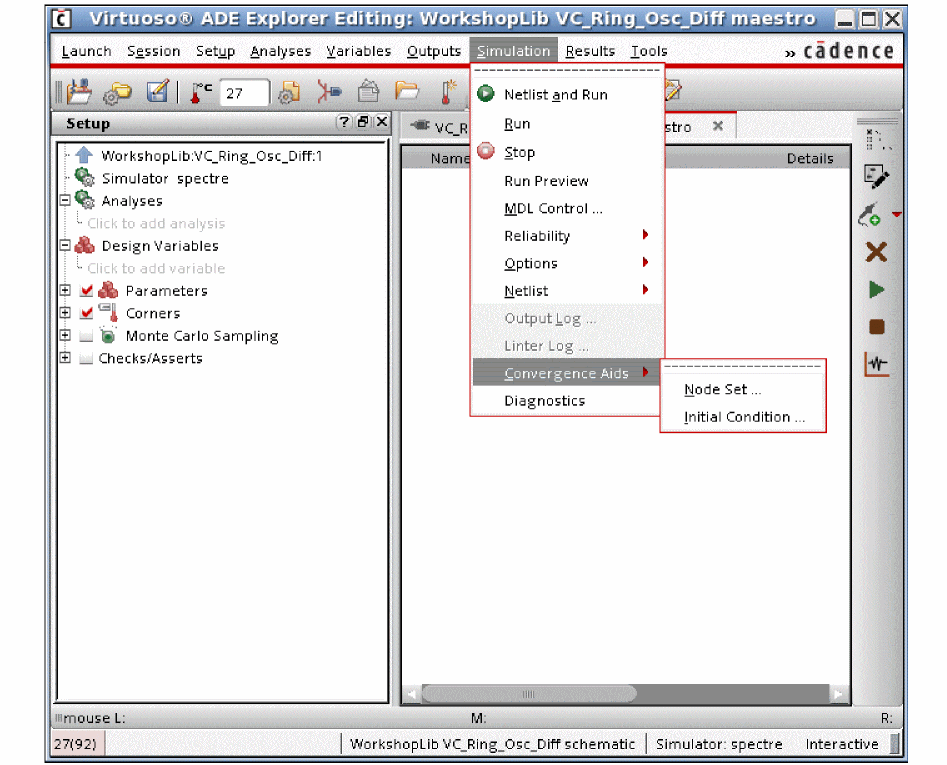 Virtuoso® ADE Explorer Editing: WorkshopLib VC_Ring_Osc_Diff maestro
Launch Session Setup Analyses Variables Outputs Simulation Results Tools » cādence
27
Setup
WorkshopLib:VC_Ring_Osc_Diff:1
Simulator spectre
Analyses
Click to add analysis
Design Variables
Click to add variable
Parameters
Corners
Monte Carlo Sampling
Checks/Asserts
VC_R
stro
Name
Details
Netlist and Run
Run
Stop
Run Preview
MDL Control ...
Reliability
Options
Netlist
Output Log ...
Linter Log ...
Convergence Aids
Diagnostics
Node Set ...
Initial Condition ...
mouse L: M: R:
27(92) WorkshopLib VC_Ring_Osc_Diff schematic Simulator: spectre Interactive